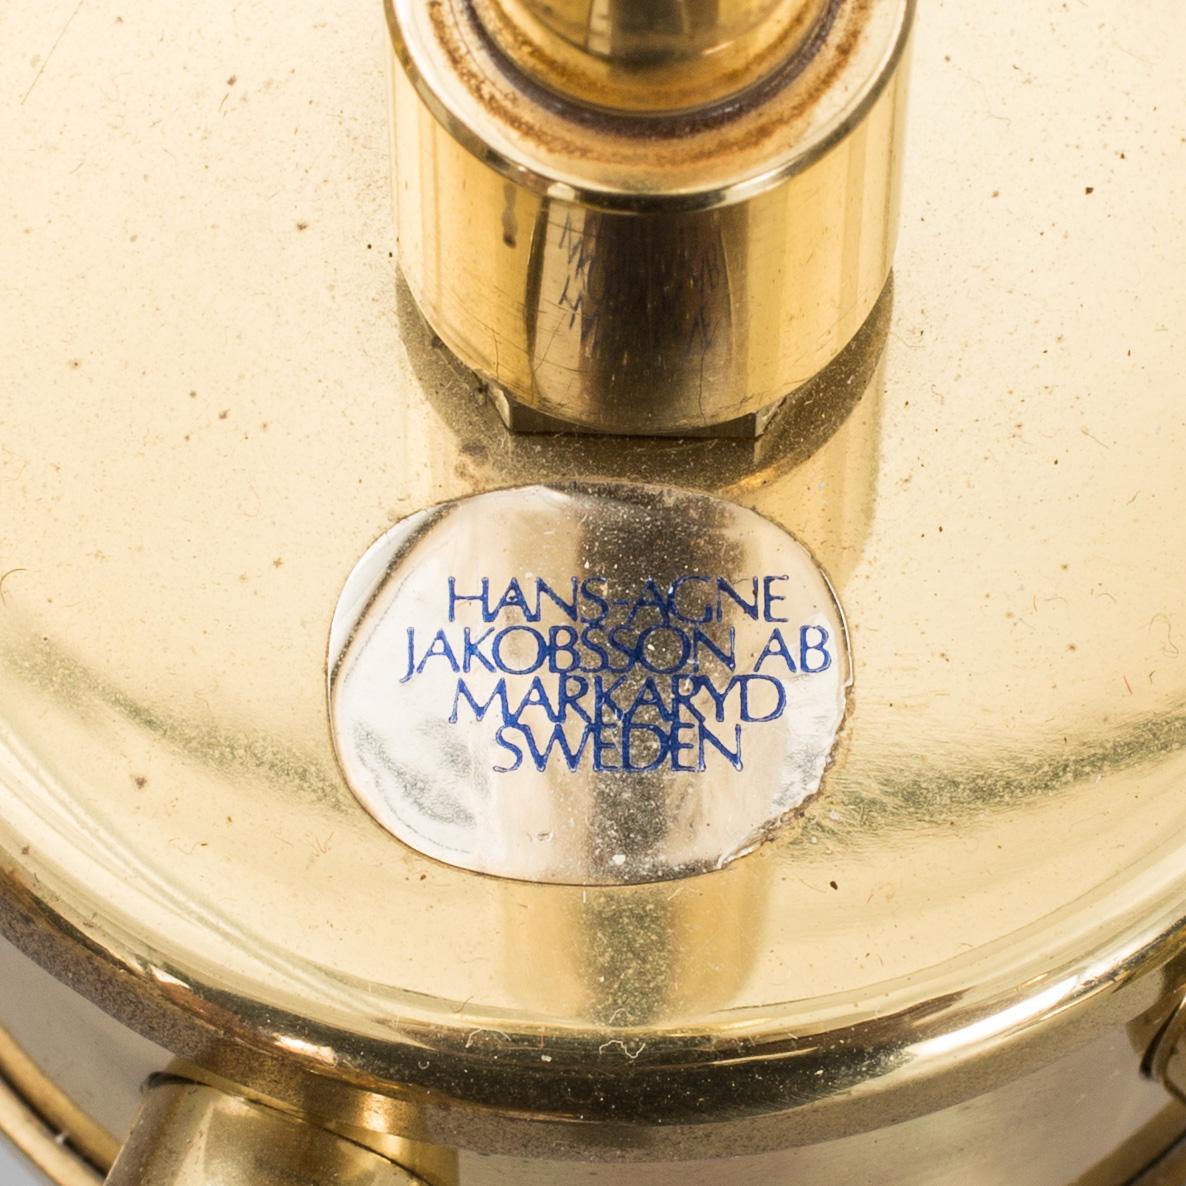 HANS-AGNE
JAKOBSSON AB
MARKARYD
SWEDEN